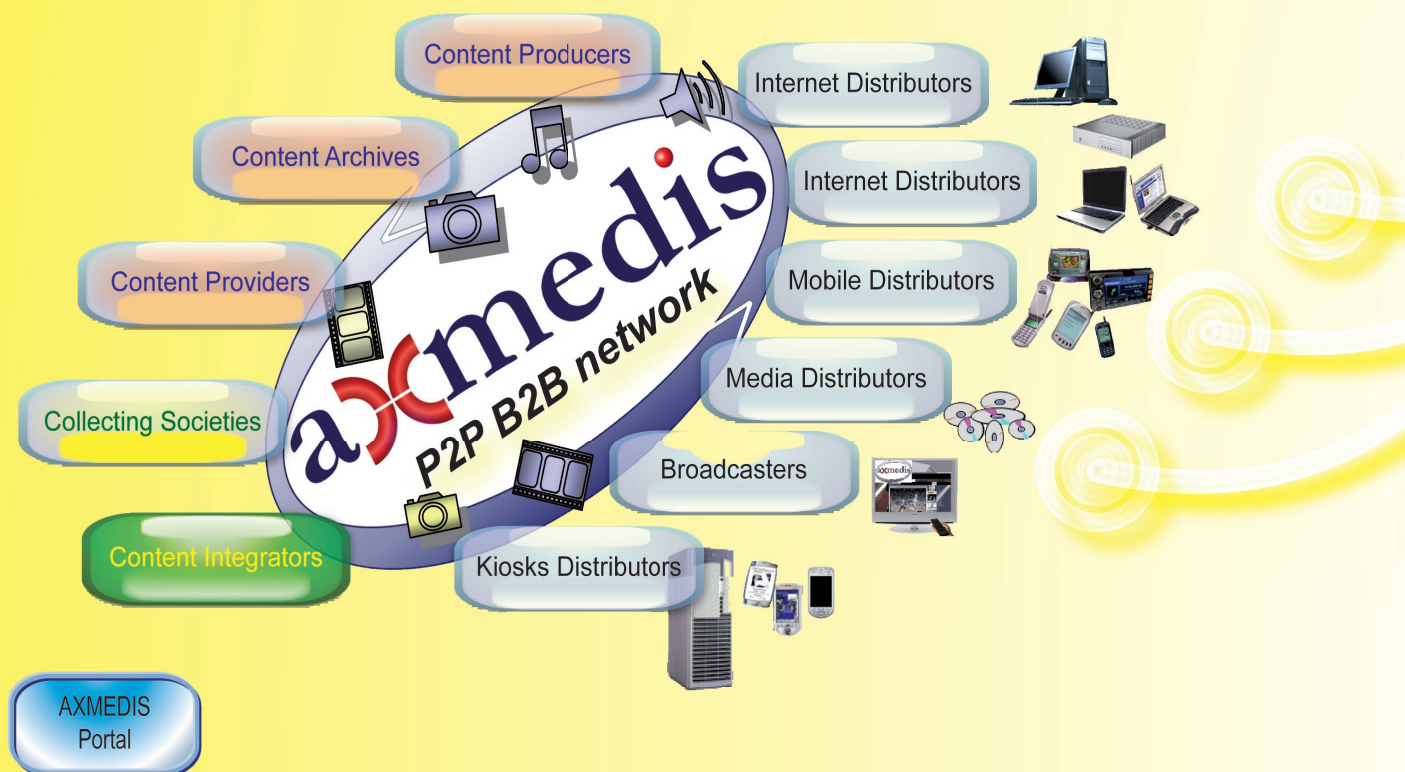 Content Producers
Internet Distributors
Content Archives
Internet Distributors
Content Providers
Mobile Distributors
axmedis
P2P B2B network
Media Distributors
Collecting Societies
Broadcasters
axmedis
Content Integrators
Kiosks Distributors
AXMEDIS
Portal